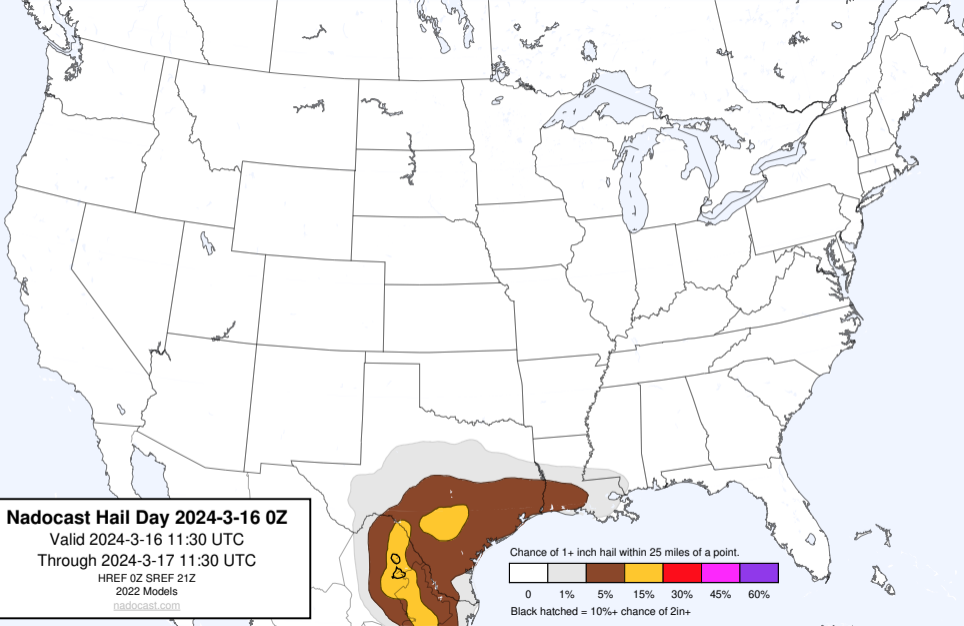 Nadocast Hail Day 2024-3-16 0Z
Valid 2024-3-16 11:30 UTC
Through 2024-3-17 11:30 UTC
HREF 0Z SREF 21Z
2022 Models
nadocast.com
Chance of 1+ inch hail within 25 miles of a point.
0 1% 5% 15% 30% 45% 60%
Black hatched = 10%+ chance of 2in+